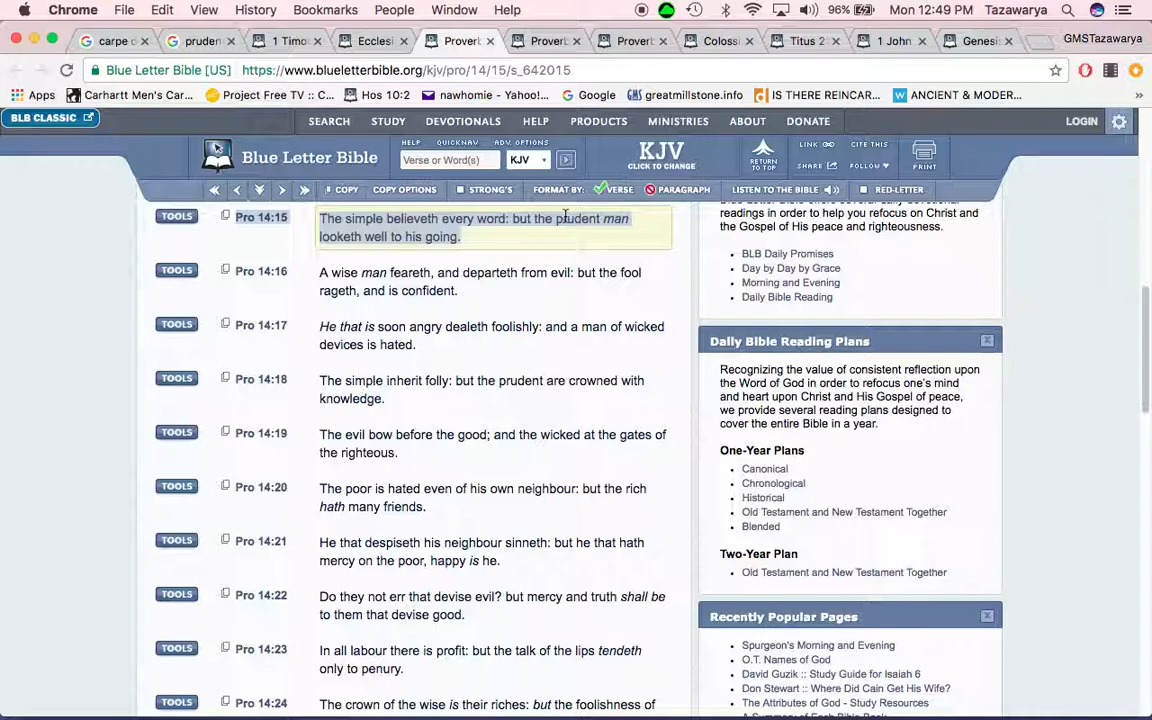 Chrome File Edit View History Bookmarks People Window Help 96% Mon 12:49 PM Tazawarya
carpe d pruden 1 Timo Ecclesi Proverb Proverb Proverb Coloss Titus 2 1 John Genesis GMSTazawarya
Blue Letter Bible [US] https://www.blueletterbible.org/kjv/pro/14/15/s_642015
Apps Carhartt Men's Car... Project Free TV :: C... Hos 10:2 nawhomie - Yahoo!... Google GMS greatmillstone.info IS THERE REINCAR... W ANCIENT & MODER... »
BLB CLASSIC SEARCH STUDY DEVOTIONALS HELP PRODUCTS MINISTRIES ABOUT DONATE LOGIN
HELP QUICKNAV ADV. OPTIONS
Blue Letter Bible Verse or Word(s) KJV
KJV
CLICK TO CHANGE
RETURN TO TOP
LINK CITE THIS
SHARE FOLLOW
PRINT
COPY COPY OPTIONS STRONG'S FORMAT BY: VERSE PARAGRAPH LISTEN TO THE BIBLE RED-LETTER
TOOLS Pro 14:15 The simple believeth every word: but the prudent man
looketh well to his going.
TOOLS Pro 14:16 A wise man feareth, and departeth from evil: but the fool
rageth, and is confident.
TOOLS Pro 14:17 He that is soon angry dealeth foolishly: and a man of wicked
devices is hated.
TOOLS Pro 14:18 The simple inherit folly: but the prudent are crowned with
knowledge.
TOOLS Pro 14:19 The evil bow before the good; and the wicked at the gates of
the righteous.
TOOLS Pro 14:20 The poor is hated even of his own neighbour: but the rich
hath many friends.
TOOLS Pro 14:21 He that despiseth his neighbour sinneth: but he that hath
mercy on the poor, happy is he.
TOOLS Pro 14:22 Do they not err that devise evil? but mercy and truth shall be
to them that devise good.
TOOLS Pro 14:23 In all labour there is profit: but the talk of the lips tendeth
only to penury.
TOOLS Pro 14:24 The crown of the wise is their riches: but the foolishness of
readings in order to help you refocus on Christ and
the Gospel of His peace and righteousness.
BLB Daily Promises
Day by Day by Grace
Morning and Evening
Daily Bible Reading
Daily Bible Reading Plans
Recognizing the value of consistent reflection upon
the Word of God in order to refocus one's mind
and heart upon Christ and His Gospel of peace,
we provide several reading plans designed to
cover the entire Bible in a year.
One-Year Plans
Canonical
Chronological
Historical
Old Testament and New Testament Together
Blended
Two-Year Plan
Old Testament and New Testament Together
Recently Popular Pages
Spurgeon's Morning and Evening
O.T. Names of God
David Guzik :: Study Guide for Isaiah 6
Don Stewart :: Where Did Cain Get His Wife?
The Attributes of God - Study Resources